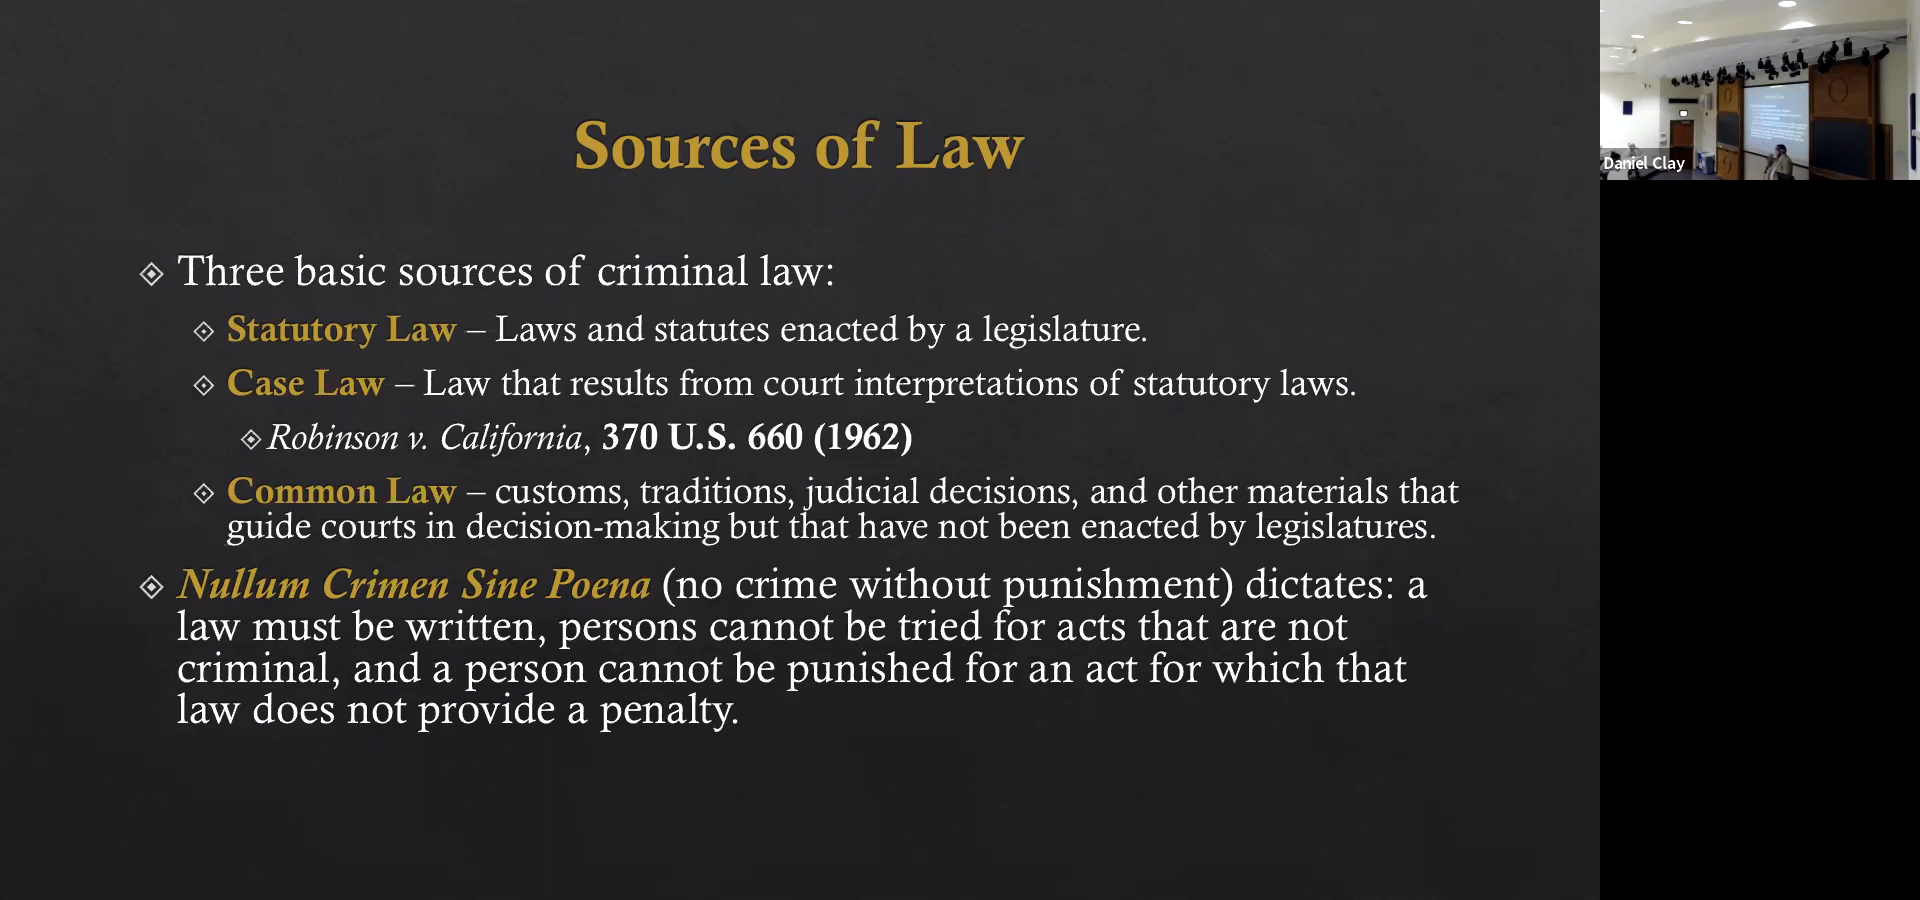 Sources of Law
Three basic sources of criminal law:
Statutory Law – Laws and statutes enacted by a legislature.
Case Law – Law that results from court interpretations of statutory laws.
Robinson v. California, 370 U.S. 660 (1962)
Common Law – customs, traditions, judicial decisions, and other materials that
guide courts in decision-making but that have not been enacted by legislatures.
Nullum Crimen Sine Poena (no crime without punishment) dictates: a
law must be written, persons cannot be tried for acts that are not
criminal, and a person cannot be punished for an act for which that
law does not provide a penalty.
Daniel Clay